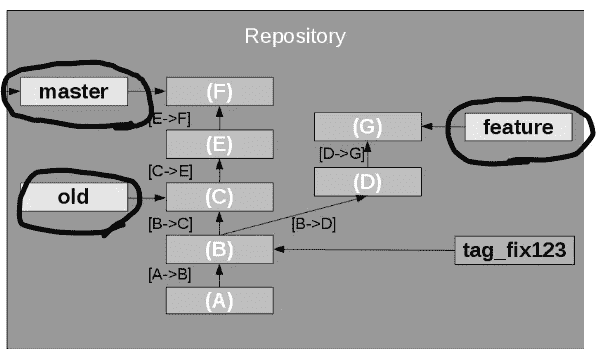 Repository
master
(F)
[E->F]
(G)
feature
(E)
[D->G]
[C->E]
(D)
old
(C)
[B->C]
[B->D]
(B)
tag_fix123
[A->B]
(A)